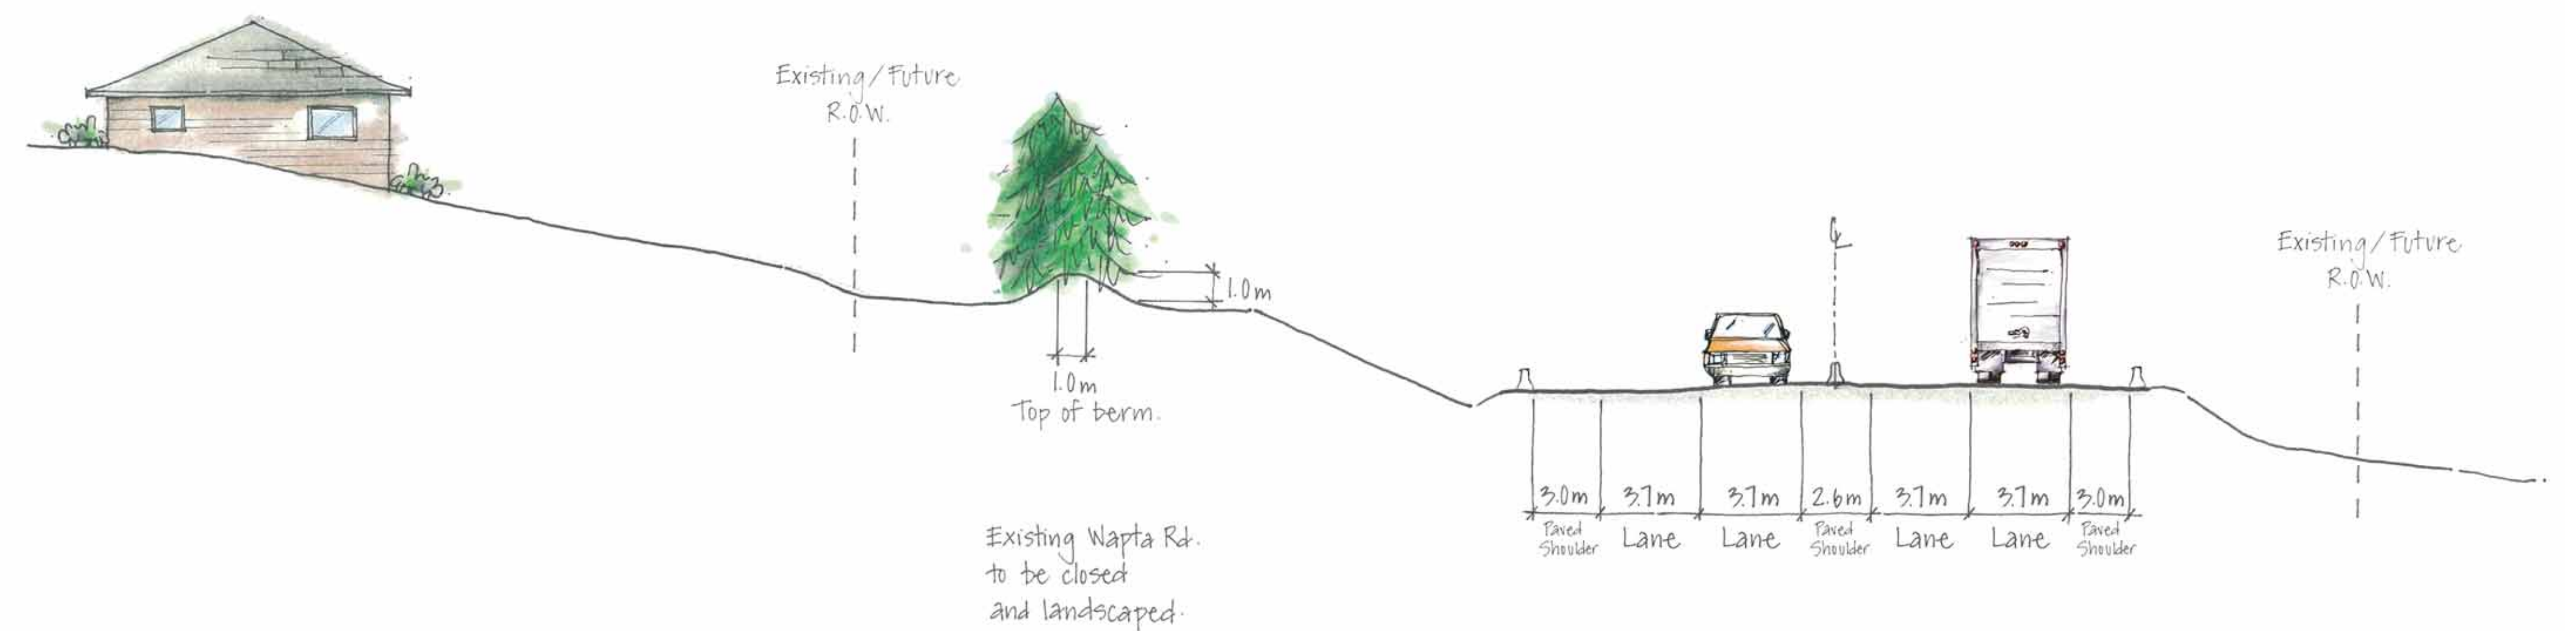 Existing/Future
R.O.W.
1.0m
1.0m
Top of berm.
Existing Wapta Rd.
to be closed
and landscaped.
℄
Existing/Future
R.O.W.
3.0m 3.7m 3.7m 2.6m 3.7m 3.7m 3.0m
Paved Shoulder Lane Lane Paved Shoulder Lane Lane Paved Shoulder